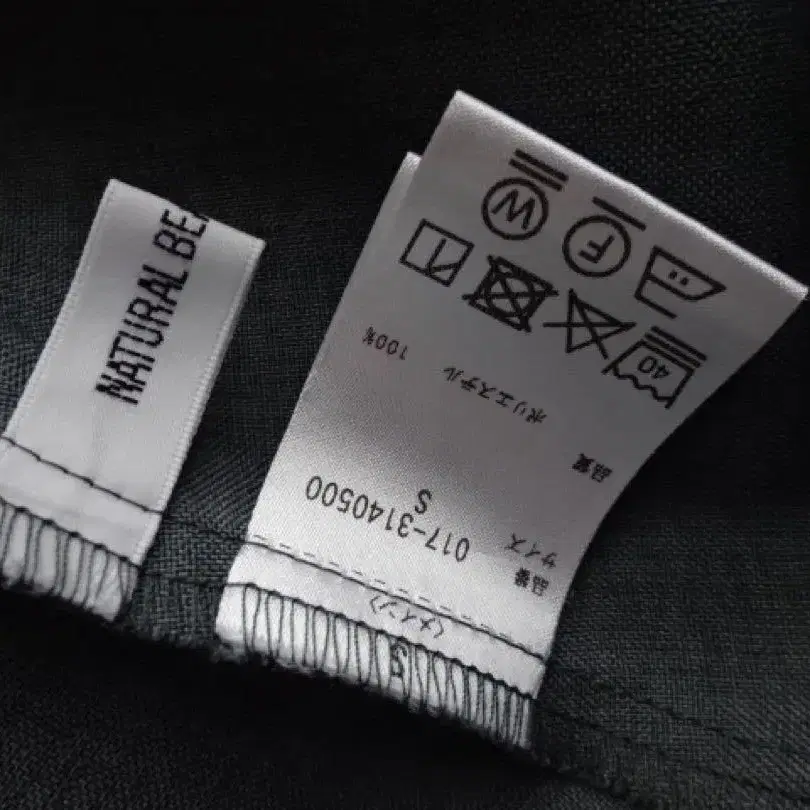 NATURAL BE
S
〈メイン〉
品番 017-3140500
サイズ S
品質
ポリエステル 100%
40
F W